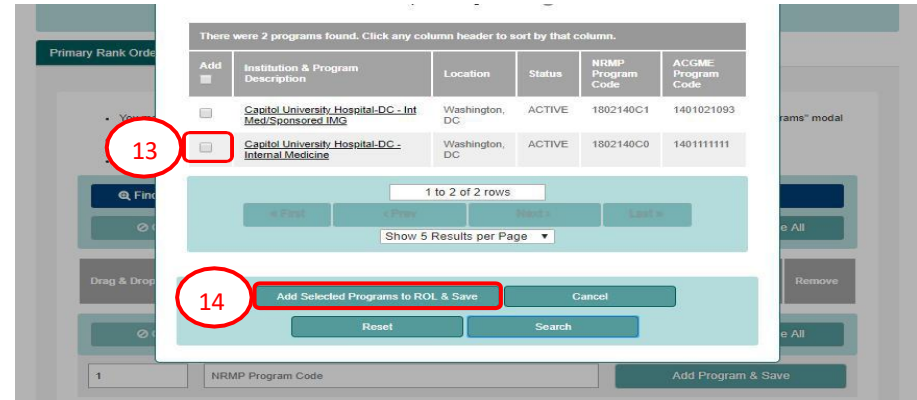 There were 2 programs found. Click any column header to sort by that column.
Primary Rank Orde
Add
Institution & Program Description
Location
Status
NRMP Program Code
ACGME Program Code
Capitol University Hospital-DC - Int
Med/Sponsored IMG
Washington,
DC
ACTIVE
1802140C1
1401021093
rams" modal
13
Capitol University Hospital-DC -
Internal Medicine
Washington,
DC
ACTIVE
1802140C0
1401111111
1 to 2 of 2 rows
Find
« First
‹ Prev
Next ›
Last »
e All
Show 5 Results per Page
Drag & Drop
Remove
14
Add Selected Programs to ROL & Save
Cancel
Reset
Search
e All
1
NRMP Program Code
Add Program & Save